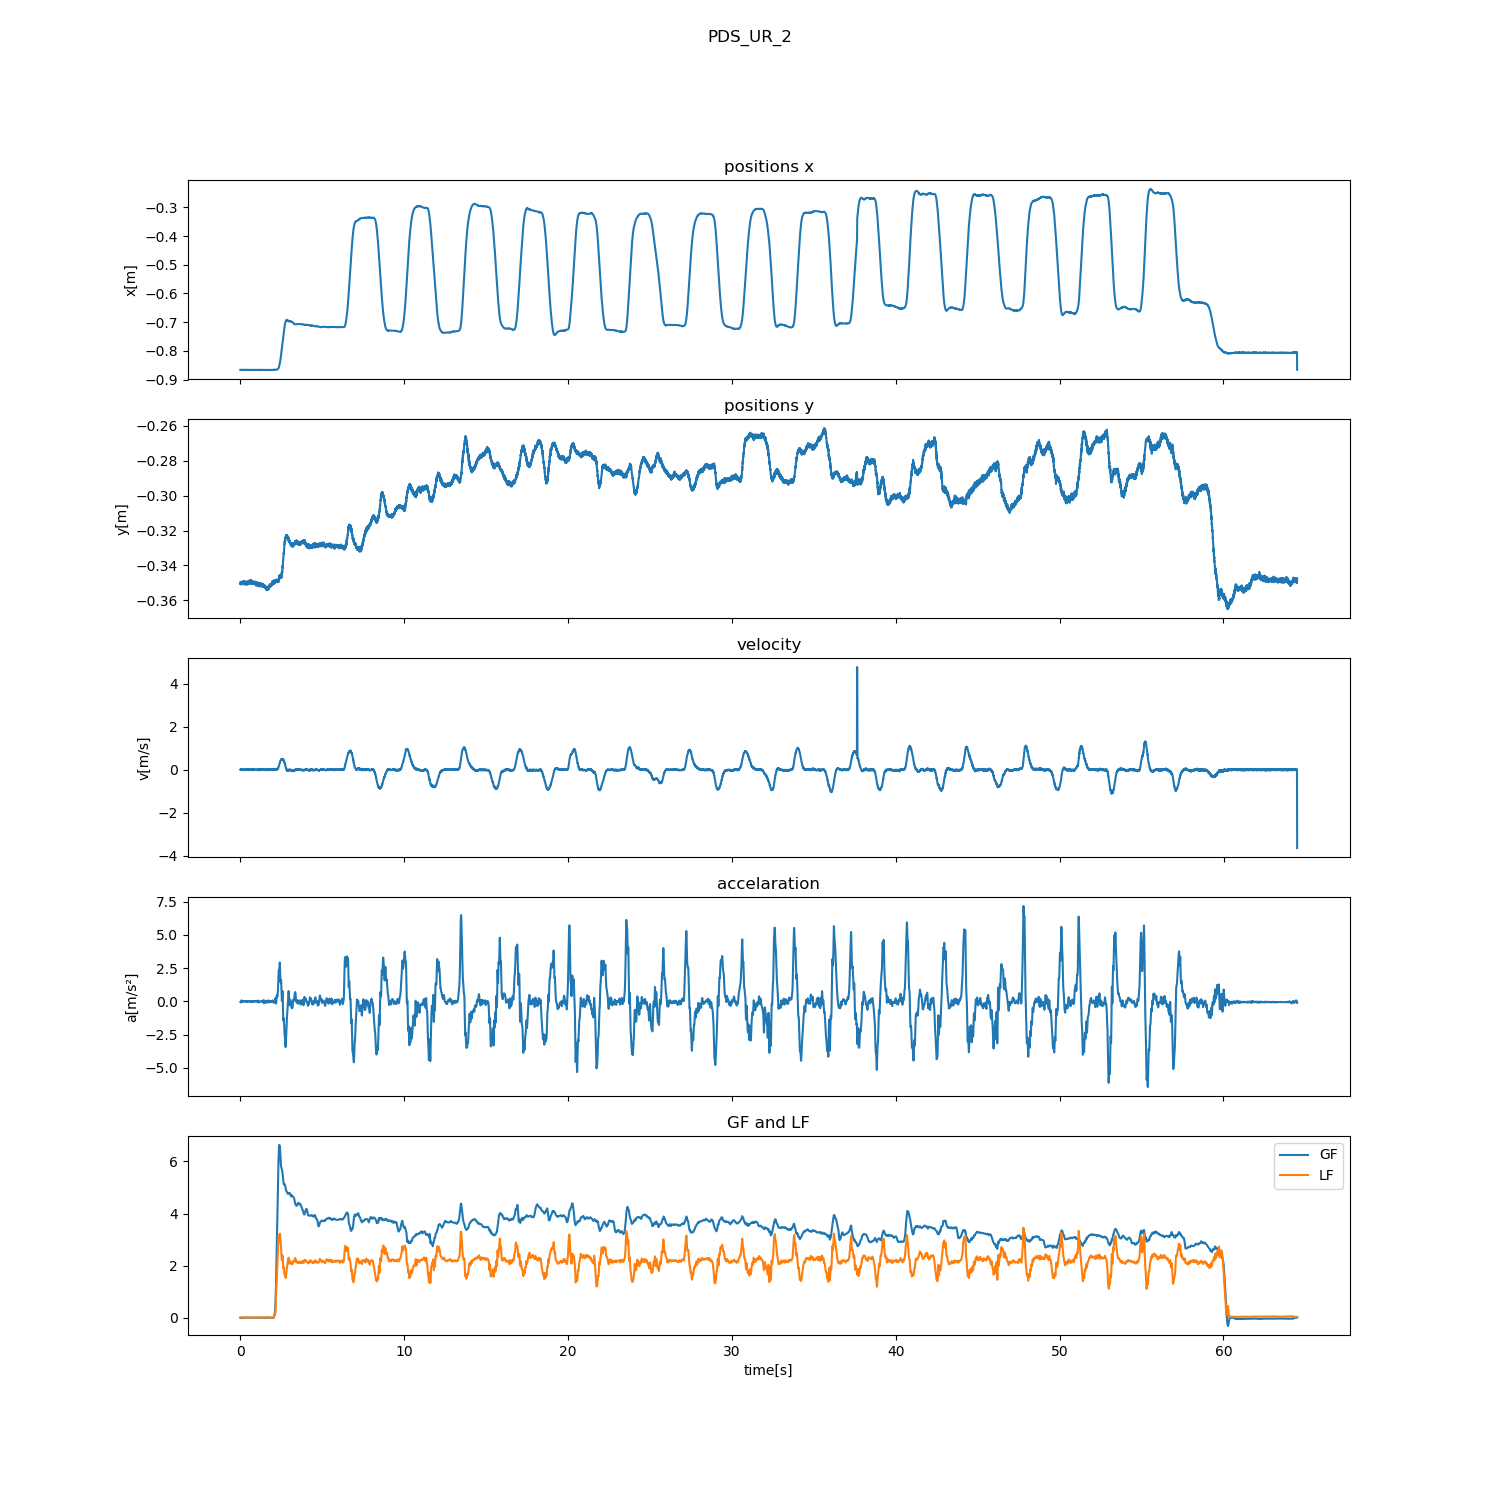 PDS_UR_2
positions x
x[m]
−0.3
−0.4
−0.5
−0.6
−0.7
−0.8
−0.9
positions y
y[m]
−0.26
−0.28
−0.30
−0.32
−0.34
−0.36
velocity
v[m/s]
4
2
0
−2
−4
accelaration
a[m/s²]
7.5
5.0
2.5
0.0
−2.5
−5.0
GF and LF
6
4
2
0
GF
LF
0 10 20 30 40 50 60
time[s]